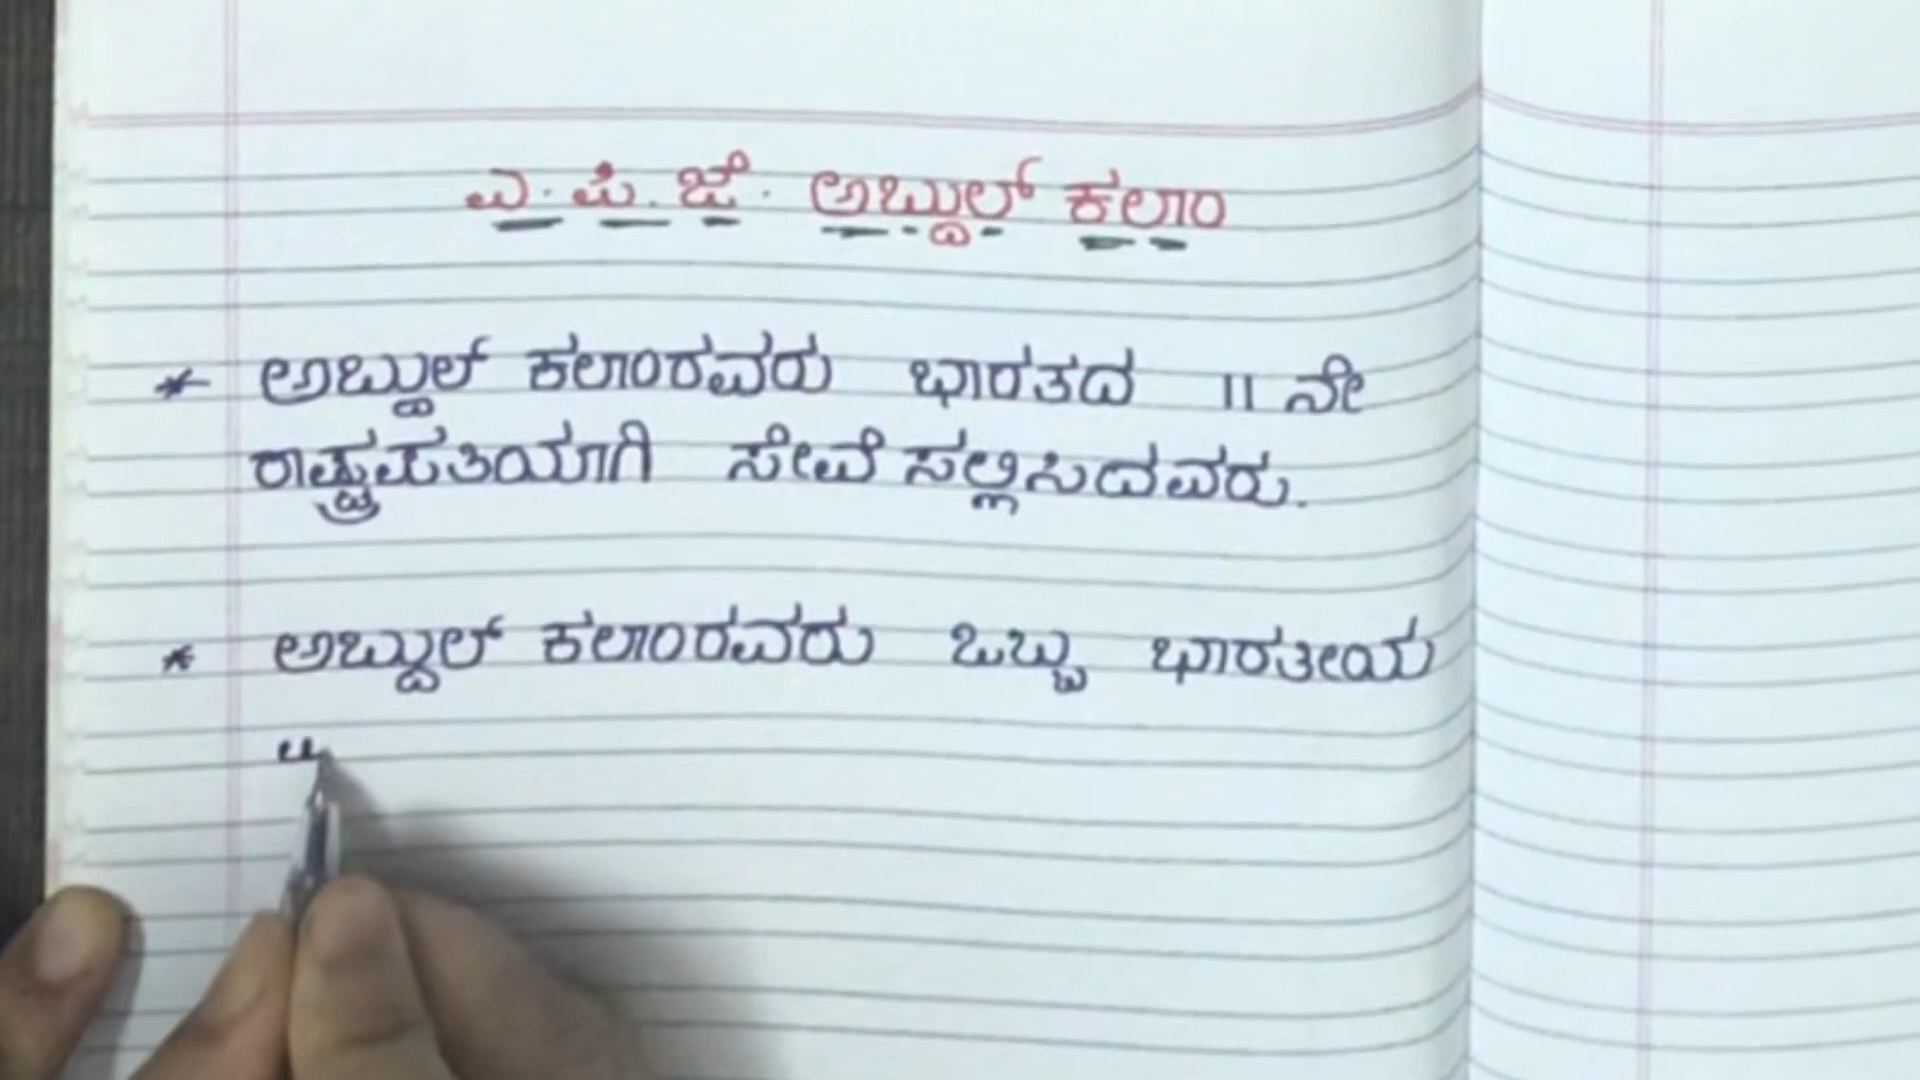 ಎ. ಪಿ. ಜೆ. ಅಬ್ದುಲ್ ಕಲಾಂ
* ಅಬ್ದುಲ್ ಕಲಾಂರವರು ಭಾರತದ 11 ನೇ
ರಾಷ್ಟ್ರಪತಿಯಾಗಿ ಸೇವೆ ಸಲ್ಲಿಸಿದವರು.
* ಅಬ್ದುಲ್ ಕಲಾಂರವರು ಒಬ್ಬ ಭಾರತೀಯ